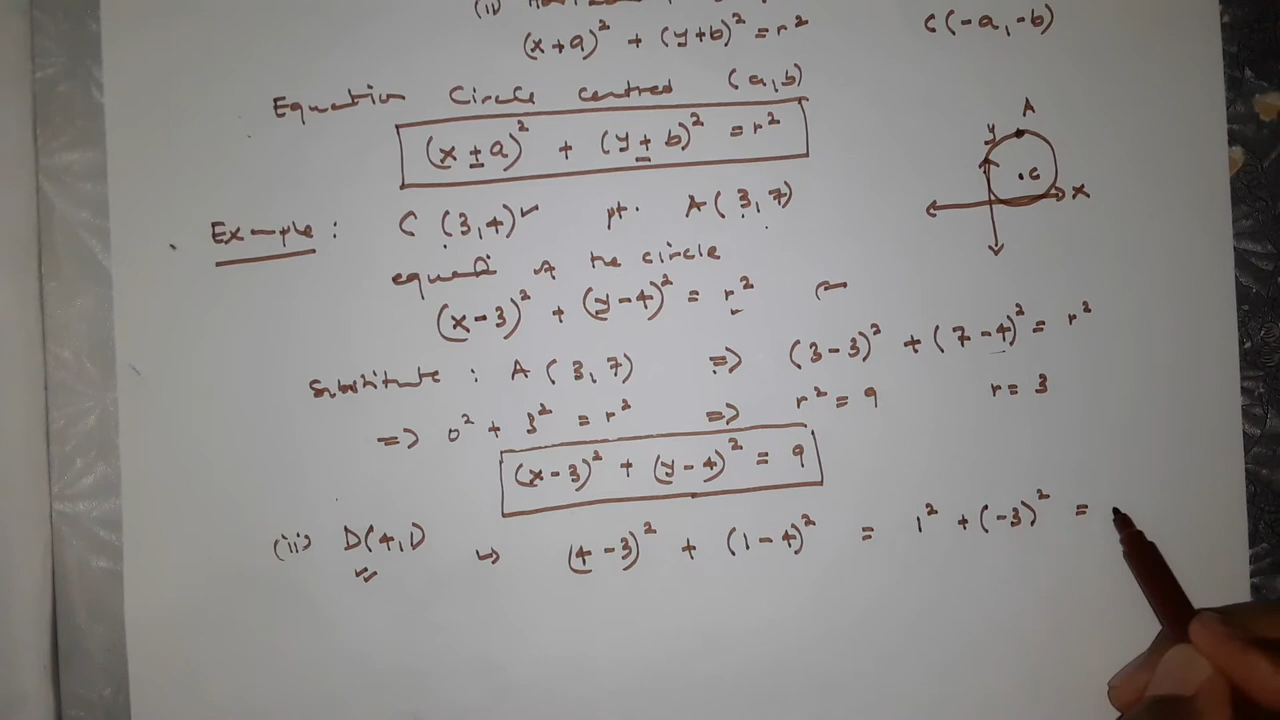 (ii)
(x+a)² + (y+b)² = r² C(-a,-b)
Equation Circle centred (a,b)
(x ± a)² + (y ± b)² = r²
A
y
.C
x
Example : C (3,4) pt. A(3,7)
equatn of the circle
(x-3)² + (y-4)² = r²
Substitute : A (3,7) => (3-3)² + (7-4)² = r²
=> 0² + 3² = r² => r² = 9 r = 3
(x-3)² + (y-4)² = 9
(iii) D(4,1) ↪ (4-3)² + (1-4)² = 1² + (-3)² =